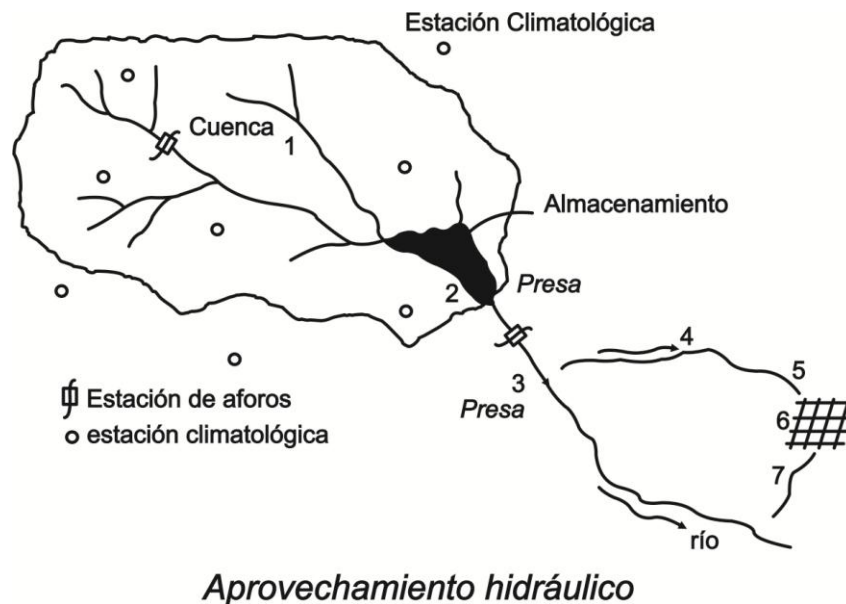 Estación Climatológica
Cuenca
1
Almacenamiento
2
Presa
3
Presa
4
5
6
7
Estación de aforos
estación climatológica
río
Aprovechamiento hidráulico